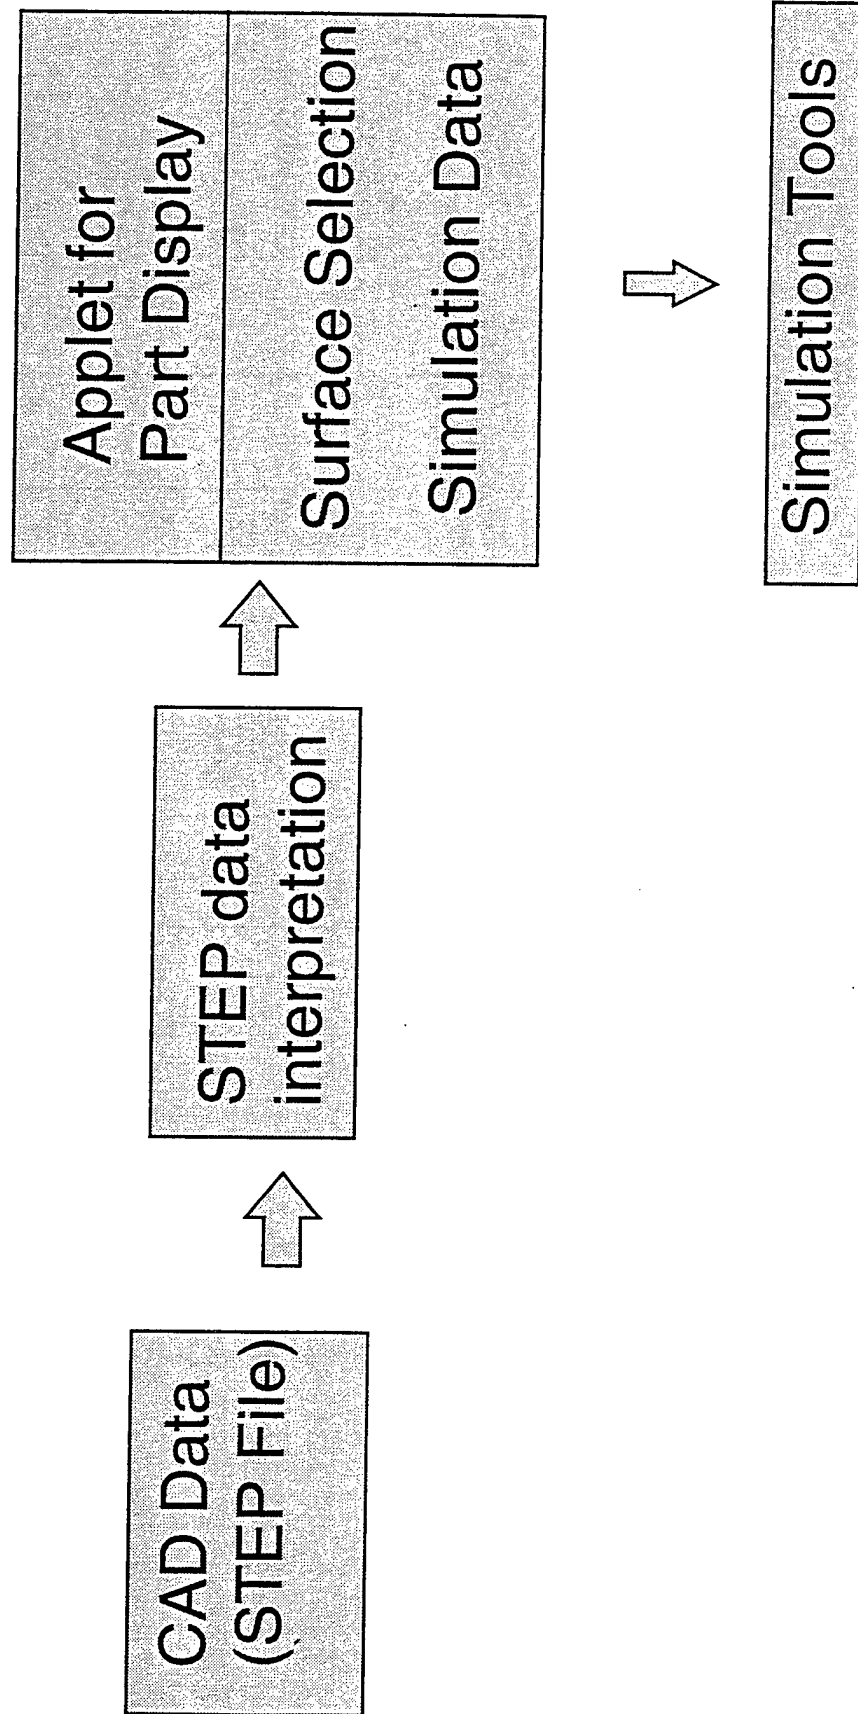 CAD Data
(STEP File)
STEP data
interpretation
Applet for
Part Display
Surface Selection
Simulation Data
Simulation Tools